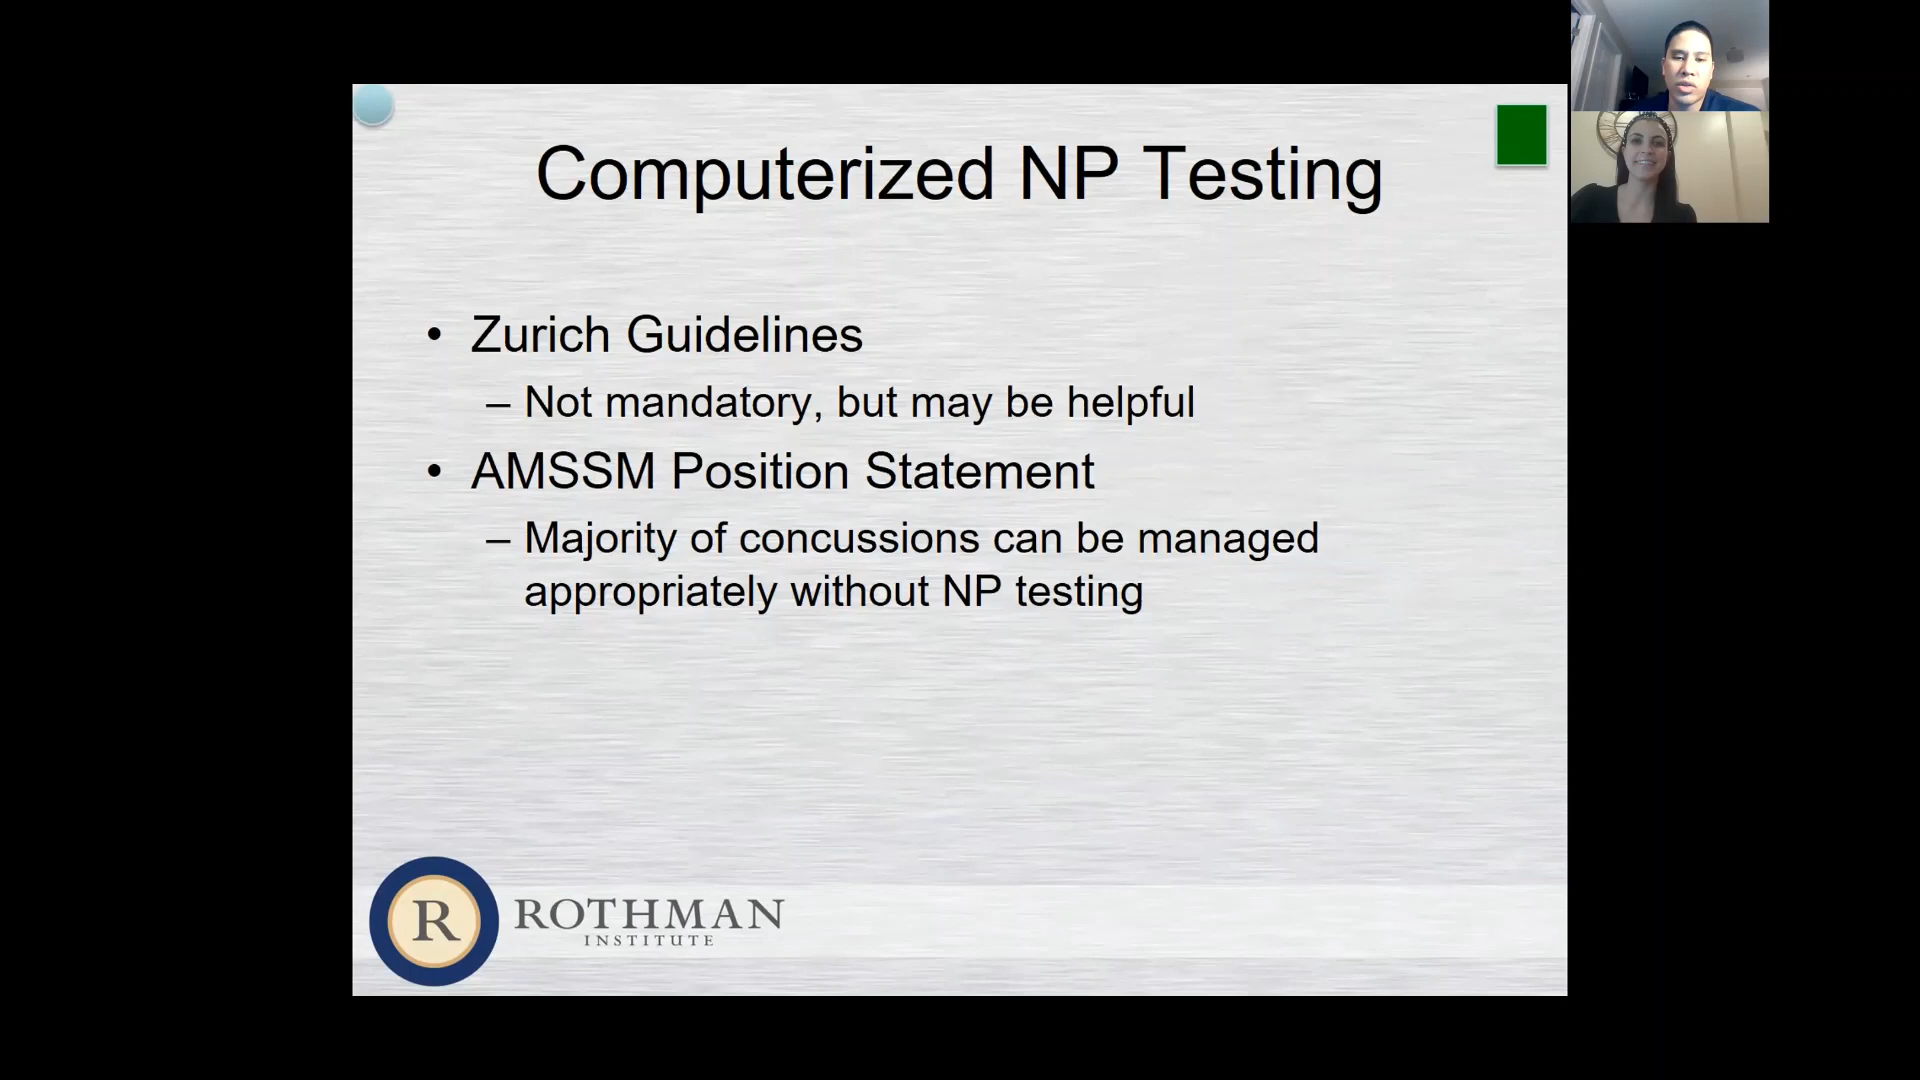 Computerized NP Testing
• Zurich Guidelines
– Not mandatory, but may be helpful
• AMSSM Position Statement
– Majority of concussions can be managed
appropriately without NP testing
R
ROTHMAN
INSTITUTE